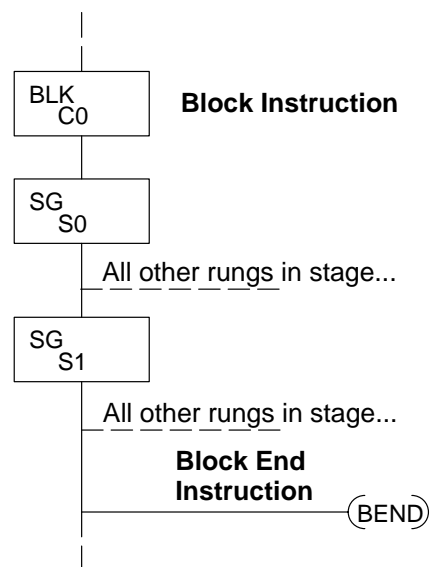 BLK
C0
Block Instruction
SG
S0
All other rungs in stage...
SG
S1
All other rungs in stage...
Block End
Instruction
(BEND)